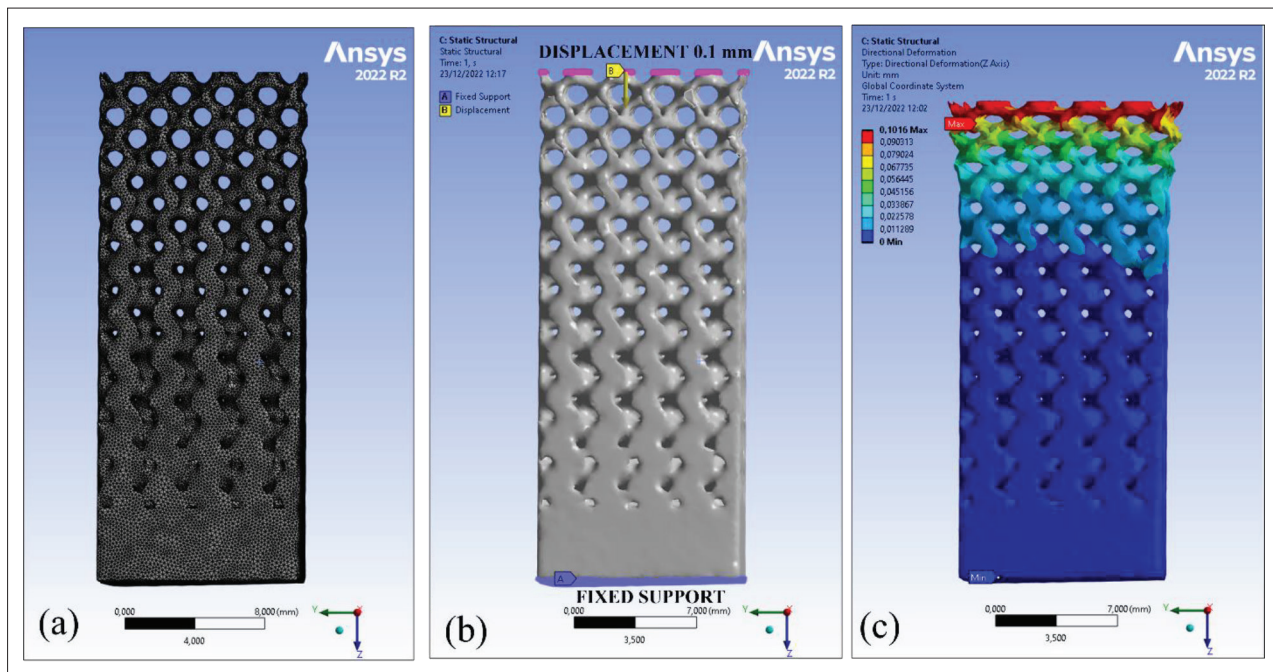 Ansys
2022 R2
0,000
8,000 (mm)
4,000
Y
X
Z
(a)
C: Static Structural
Static Structural
Time: 1, s
23/12/2022 12:17
A Fixed Support
B Displacement
DISPLACEMENT 0.1 mm
Ansys
2022 R2
B
A
FIXED SUPPORT
0,000
7,000 (mm)
3,500
Y
X
Z
(b)
C: Static Structural
Directional Deformation
Type: Directional Deformation(Z Axis)
Unit: mm
Global Coordinate System
Time: 1 s
23/12/2022 12:02
Ansys
2022 R2
0,1016 Max
0,090313
0,079024
0,067735
0,056445
0,045156
0,033867
0,022578
0,011289
0 Min
Max
Min
0,000
7,000 (mm)
3,500
Y
X
Z
(c)